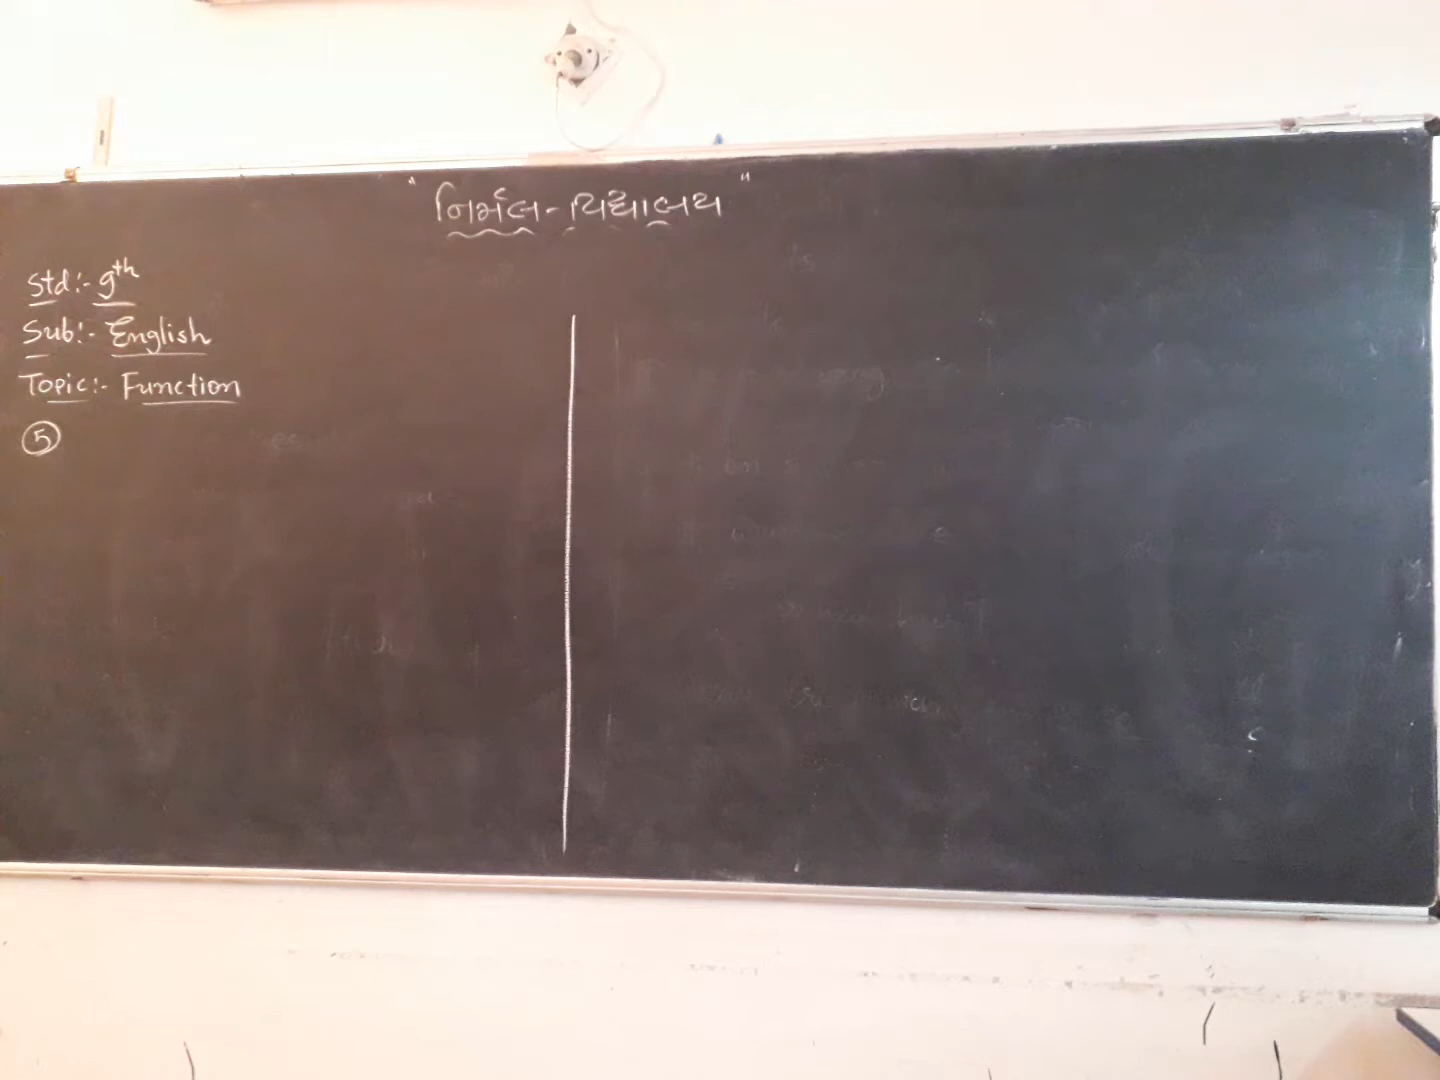 " નિર્મલ - વિદ્યાલય "
Std:- 9th
Sub:- English
Topic:- Function
5